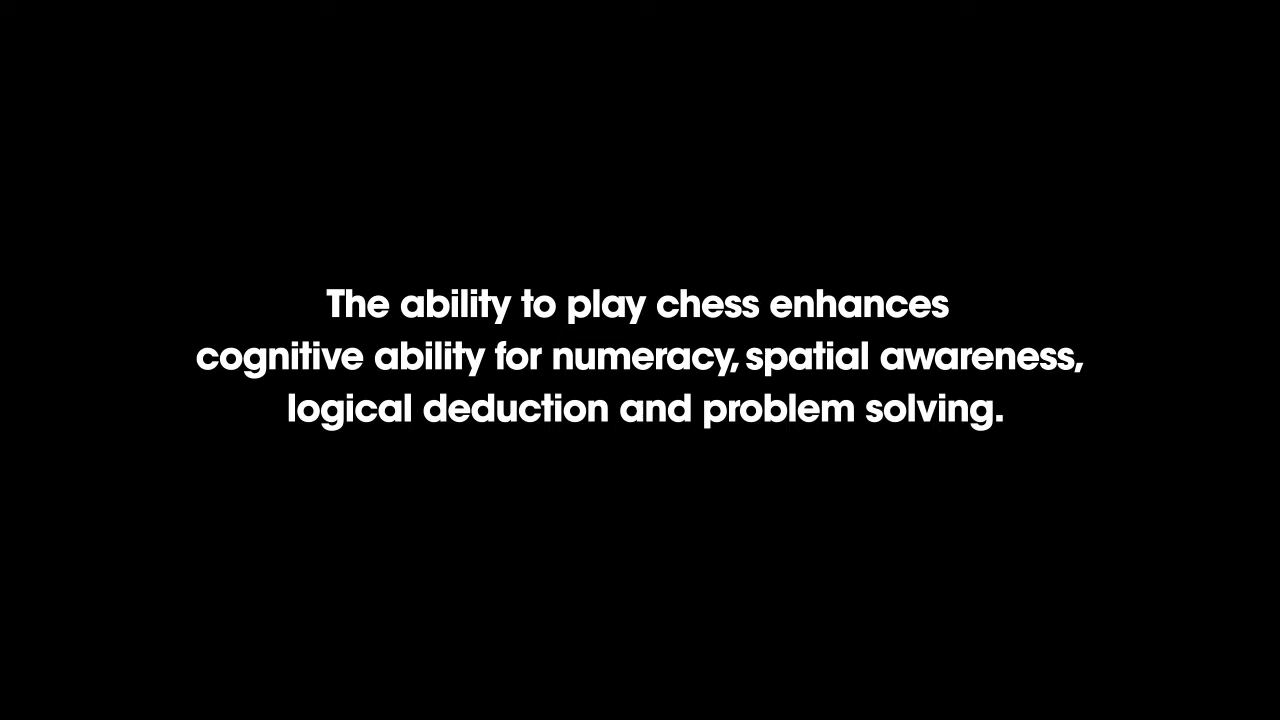 The ability to play chess enhances
cognitive ability for numeracy, spatial awareness,
logical deduction and problem solving.